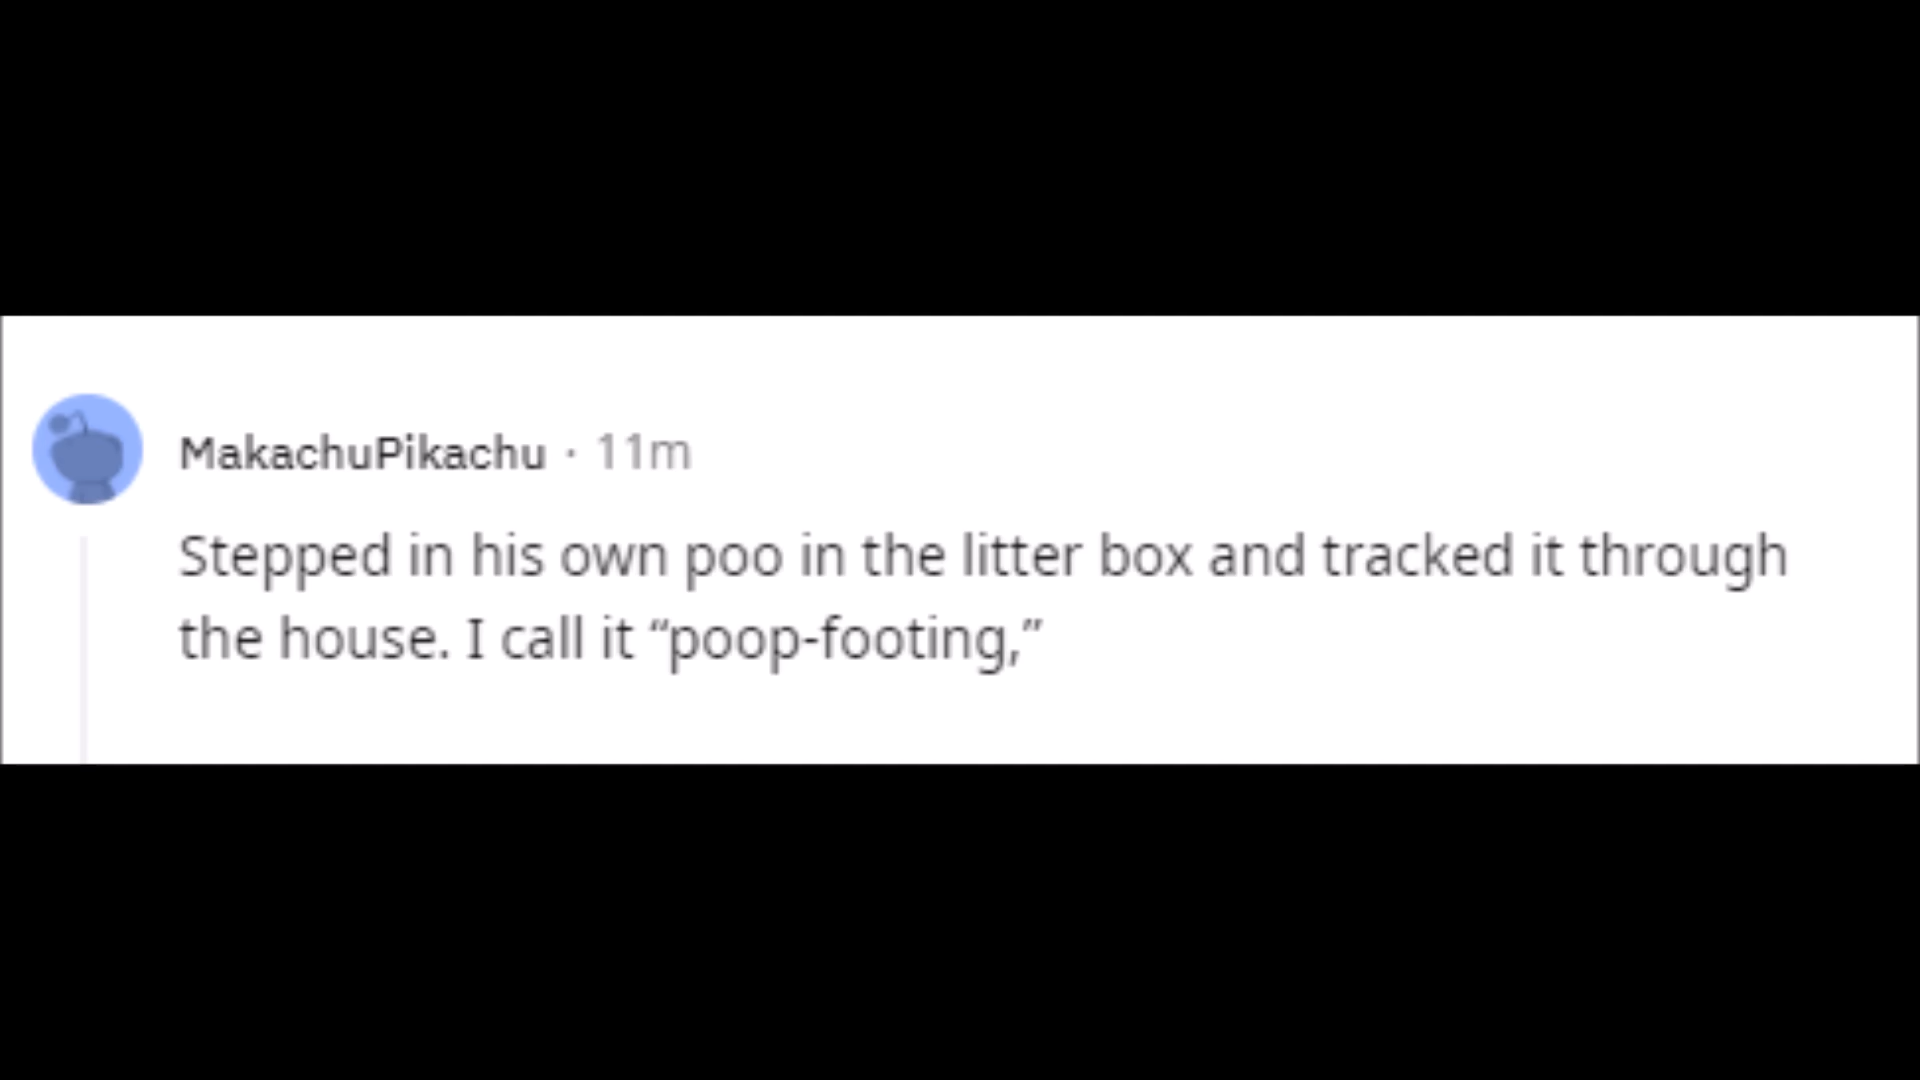 MakachuPikachu · 11m
Stepped in his own poo in the litter box and tracked it through
the house. I call it “poop-footing,”